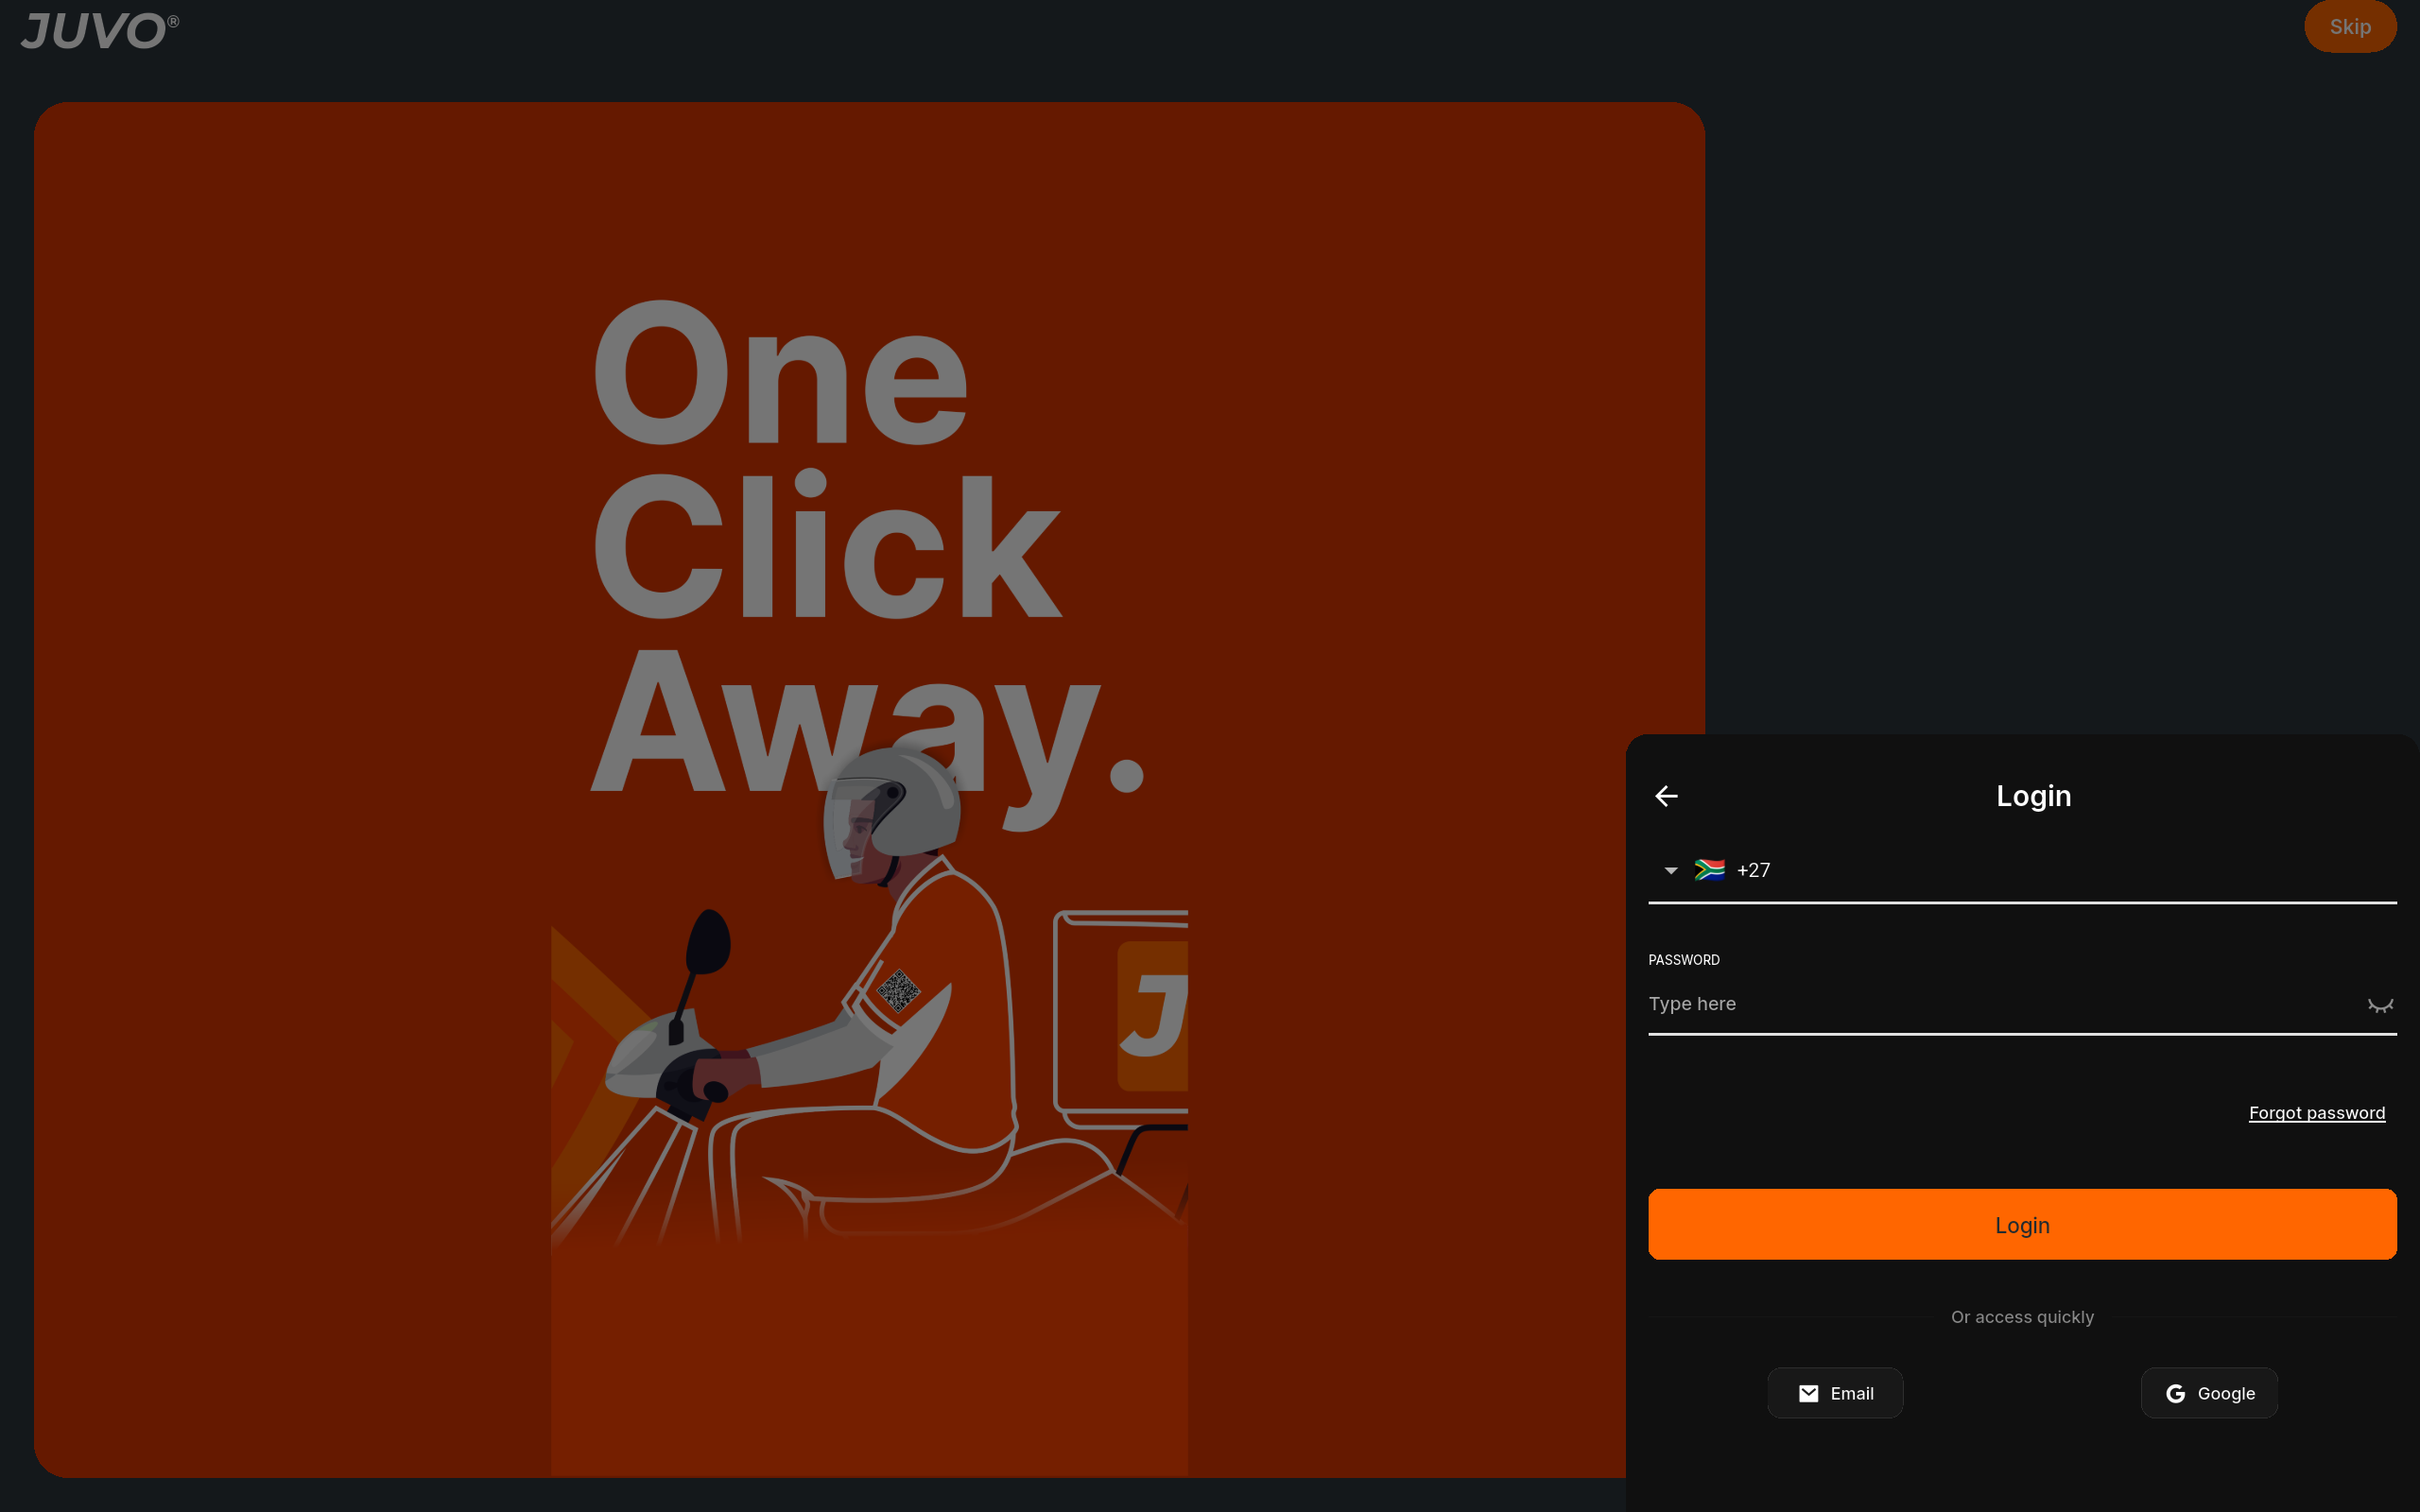 JUVO®
Skip
One
Click
Away.
J
Login
+27
PASSWORD
Type here
Forgot password
Login
Or access quickly
Email
Google